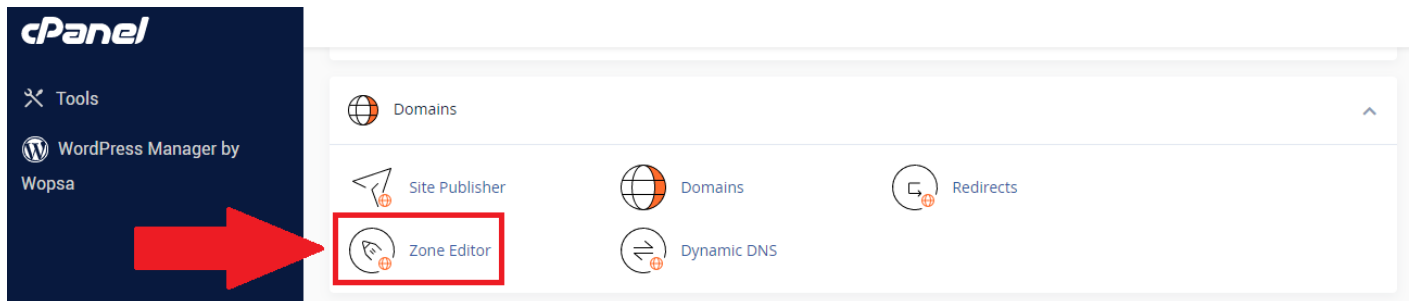 cPanel
Tools
WordPress Manager by
Wopsa
Domains
Site Publisher
Domains
Redirects
Zone Editor
Dynamic DNS